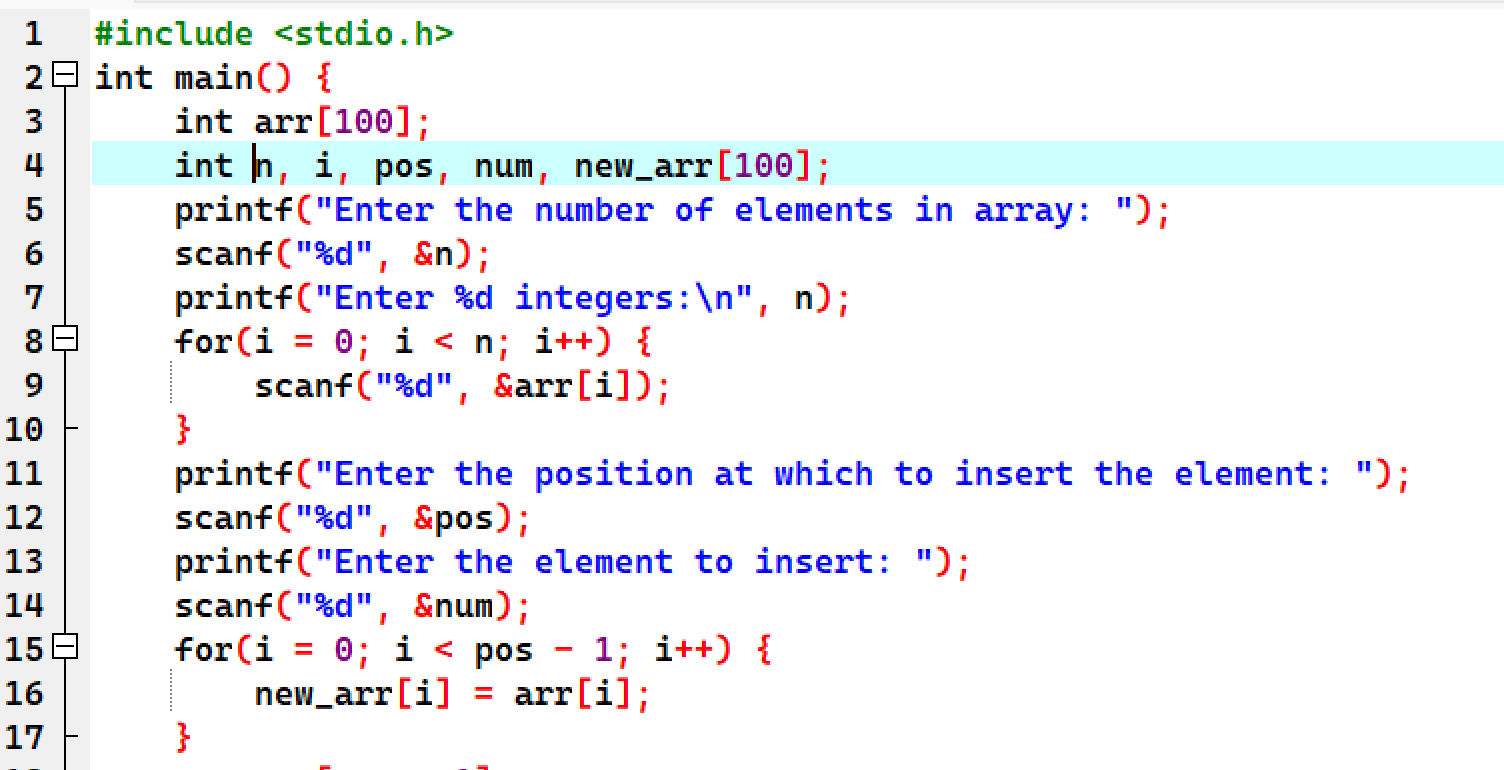 1 #include <stdio.h>
2 int main() {
3     int arr[100];
4     int n, i, pos, num, new_arr[100];
5     printf("Enter the number of elements in array: ");
6     scanf("%d", &n);
7     printf("Enter %d integers:\n", n);
8     for(i = 0; i < n; i++) {
9         scanf("%d", &arr[i]);
10     }
11     printf("Enter the position at which to insert the element: ");
12     scanf("%d", &pos);
13     printf("Enter the element to insert: ");
14     scanf("%d", &num);
15     for(i = 0; i < pos - 1; i++) {
16         new_arr[i] = arr[i];
17     }